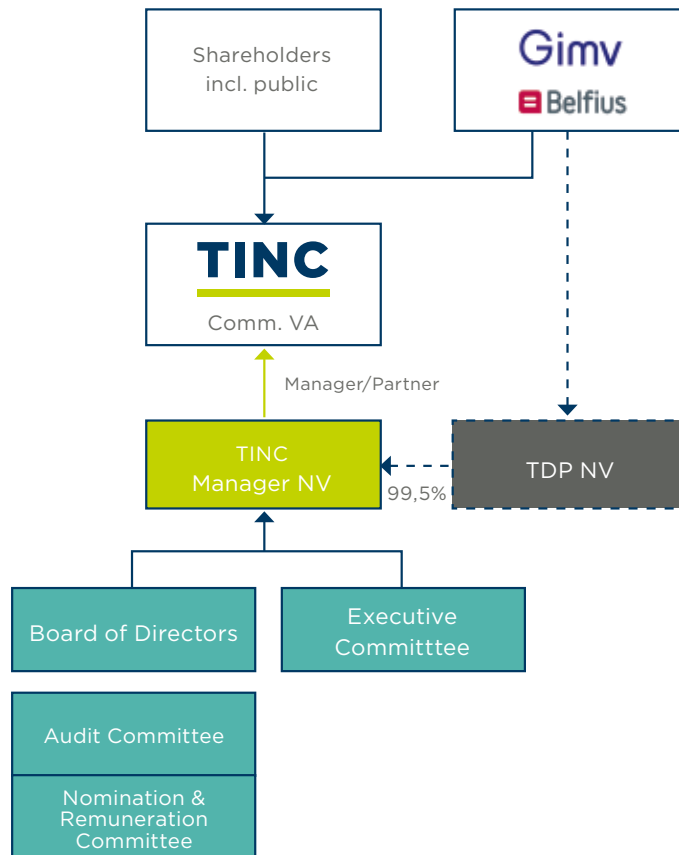 Shareholders
incl. public
Gimv
Belfius
TINC
Comm. VA
Manager/Partner
TINC
Manager NV
99,5%
TDP NV
Board of Directors
Executive
Committtee
Audit Committee
Nomination &
Remuneration
Committee